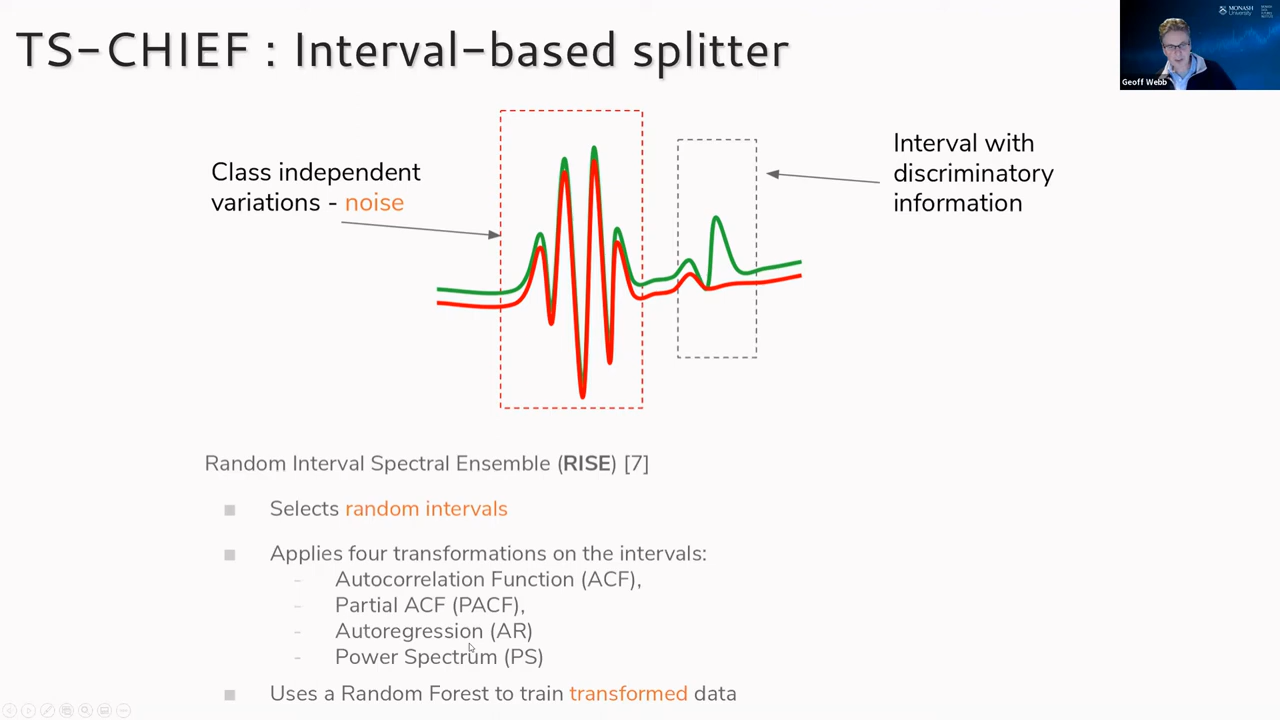 TS-CHIEF : Interval-based splitter
MONASH
University
Geoff Webb
Class independent
variations - noise
Interval with
discriminatory
information
Random Interval Spectral Ensemble (RISE) [7]
Selects random intervals
Applies four transformations on the intervals:
- Autocorrelation Function (ACF),
- Partial ACF (PACF),
- Autoregression (AR)
- Power Spectrum (PS)
Uses a Random Forest to train transformed data